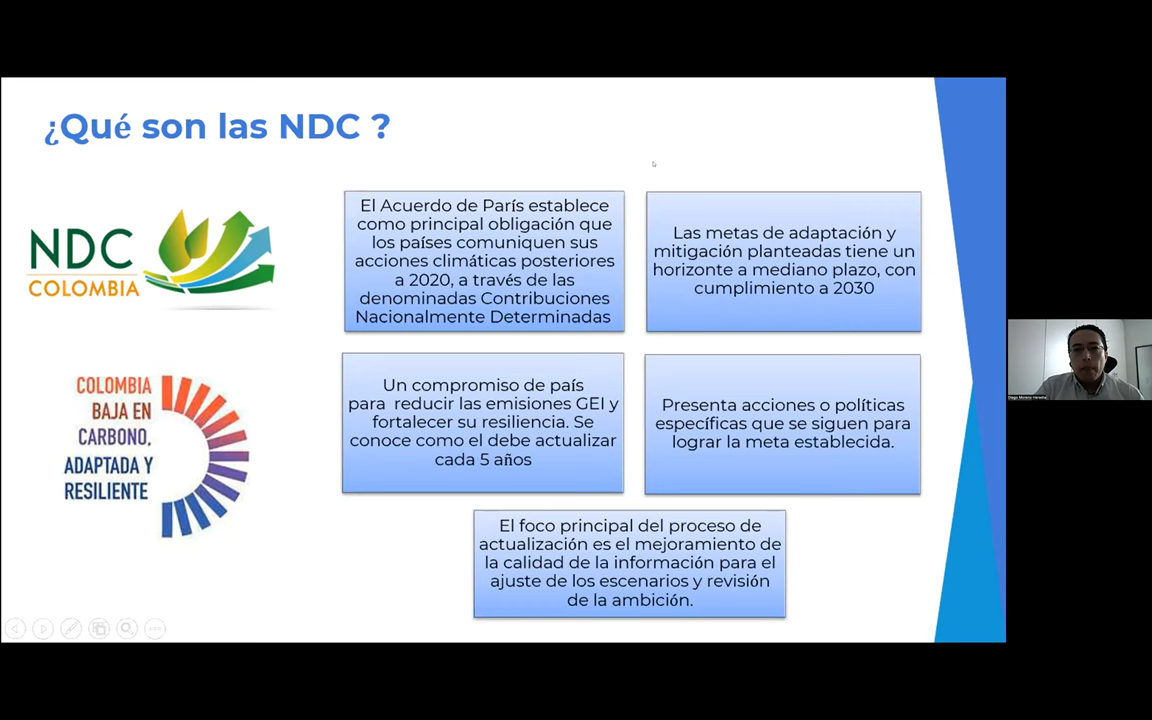 ¿Qué son las NDC ?
NDC
COLOMBIA
El Acuerdo de París establece
como principal obligación que
los países comuniquen sus
acciones climáticas posteriores
a 2020, a través de las
denominadas Contribuciones
Nacionalmente Determinadas
Las metas de adaptación y
mitigación planteadas tiene un
horizonte a mediano plazo, con
cumplimiento a 2030
COLOMBIA
BAJA EN
CARBONO,
ADAPTADA Y
RESILIENTE
Un compromiso de país
para reducir las emisiones GEI y
fortalecer su resiliencia. Se
conoce como el debe actualizar
cada 5 años
Presenta acciones o políticas
específicas que se siguen para
lograr la meta establecida.
El foco principal del proceso de
actualización es el mejoramiento de
la calidad de la información para el
ajuste de los escenarios y revisión
de la ambición.
Diego Moreno Heredia